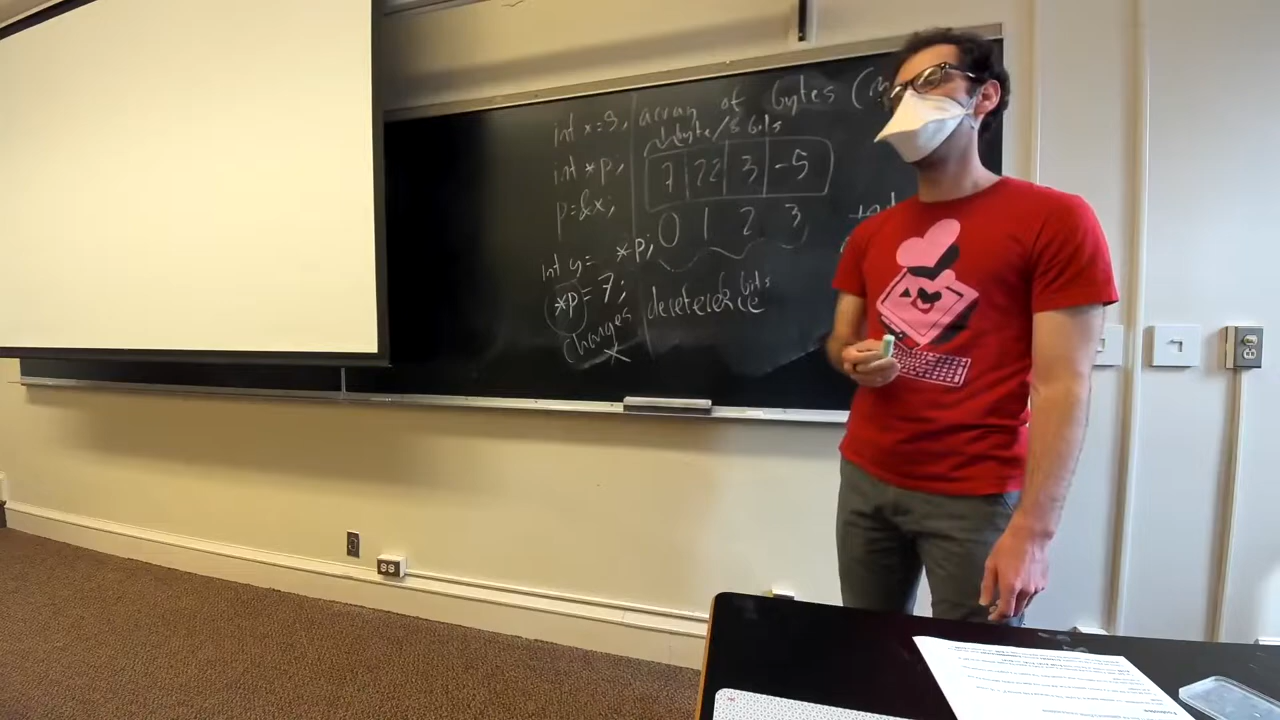 int x=3;
int *p;
p=&x;
int y= *p;
*p=7;
changes
x
array of bytes (m
byte/8 bits
7 22 3 -5
0 1 2 3
bits
dereference